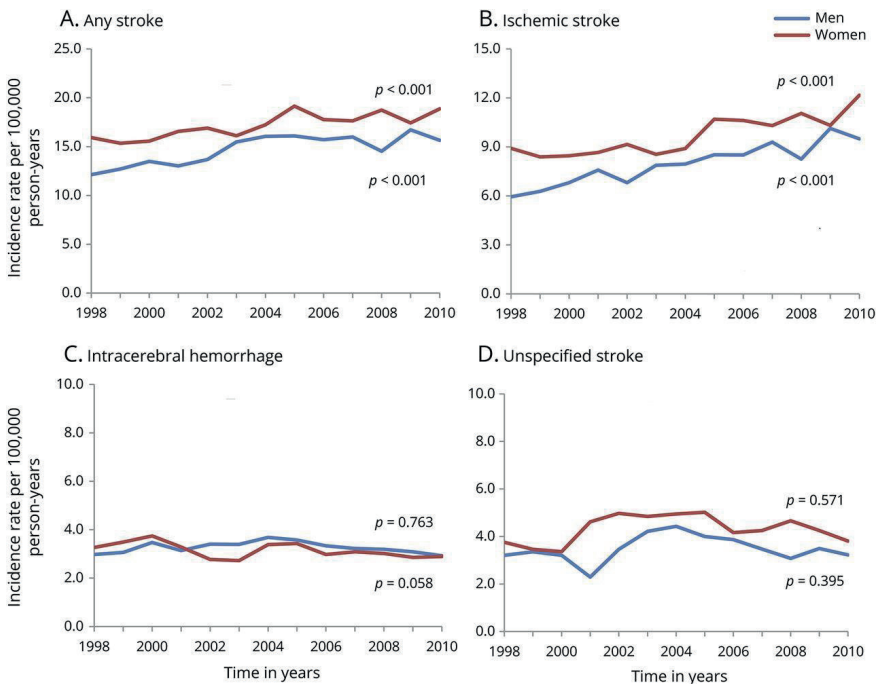 A. Any stroke
25.0
20.0
15.0
10.0
5.0
0.0
Incidence rate per 100,000
person-years
p < 0.001
p < 0.001
1998 2000 2002 2004 2006 2008 2010
B. Ischemic stroke
Men
Women
15.0
12.0
9.0
6.0
3.0
0.0
p < 0.001
p < 0.001
1998 2000 2002 2004 2006 2008 2010
C. Intracerebral hemorrhage
10.0
8.0
6.0
4.0
2.0
0.0
Incidence rate per 100,000
person-years
p = 0.763
p = 0.058
1998 2000 2002 2004 2006 2008 2010
Time in years
D. Unspecified stroke
10.0
8.0
6.0
4.0
2.0
0.0
p = 0.571
p = 0.395
1998 2000 2002 2004 2006 2008 2010
Time in years